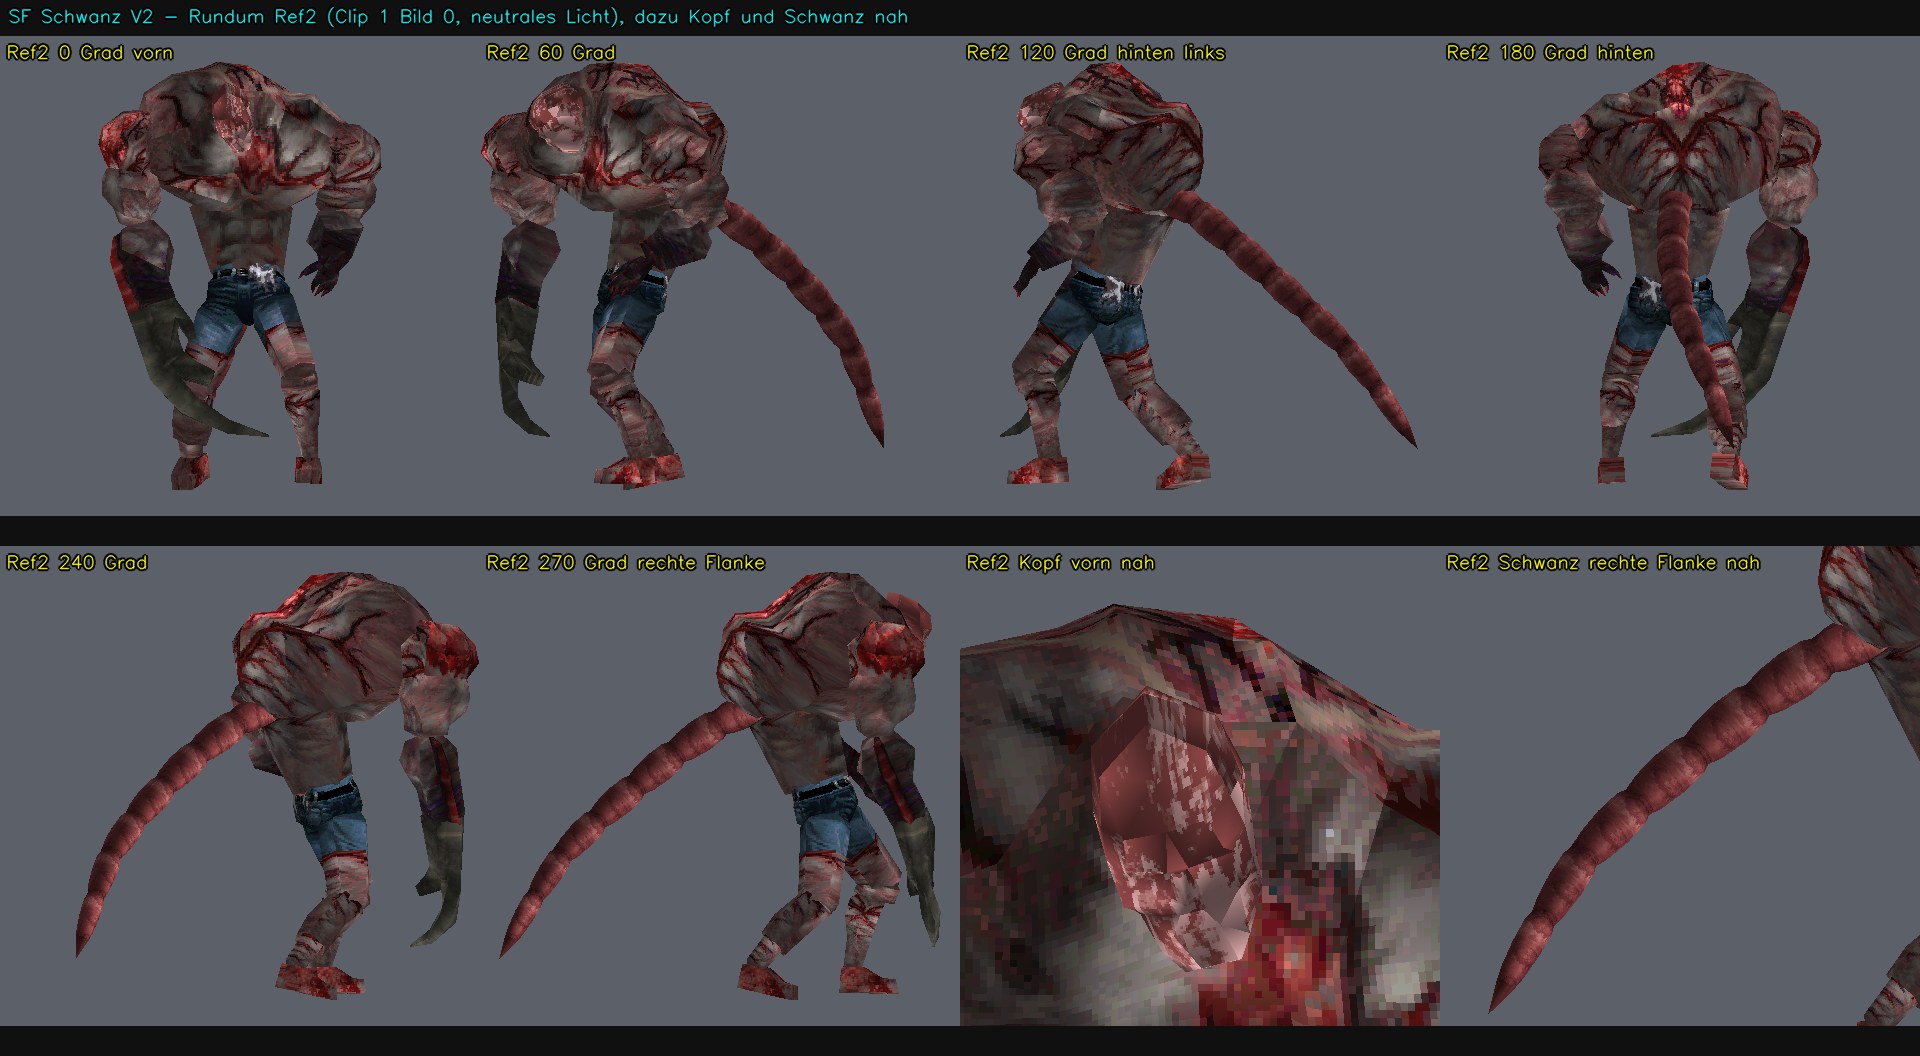 SF Schwanz V2 – Rundum Ref2 (Clip 1 Bild 0, neutrales Licht), dazu Kopf und Schwanz nah
Ref2 0 Grad vorn
Ref2 60 Grad
Ref2 120 Grad hinten links
Ref2 180 Grad hinten
Ref2 240 Grad
Ref2 270 Grad rechte Flanke
Ref2 Kopf vorn nah
Ref2 Schwanz rechte Flanke nah